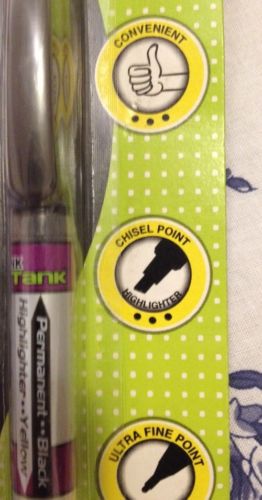 CONVENIENT
CHISEL POINT
HIGHLIGHTER
TANK
Permanent··Black
Highlighter··Yellow
ULTRA FINE POINT